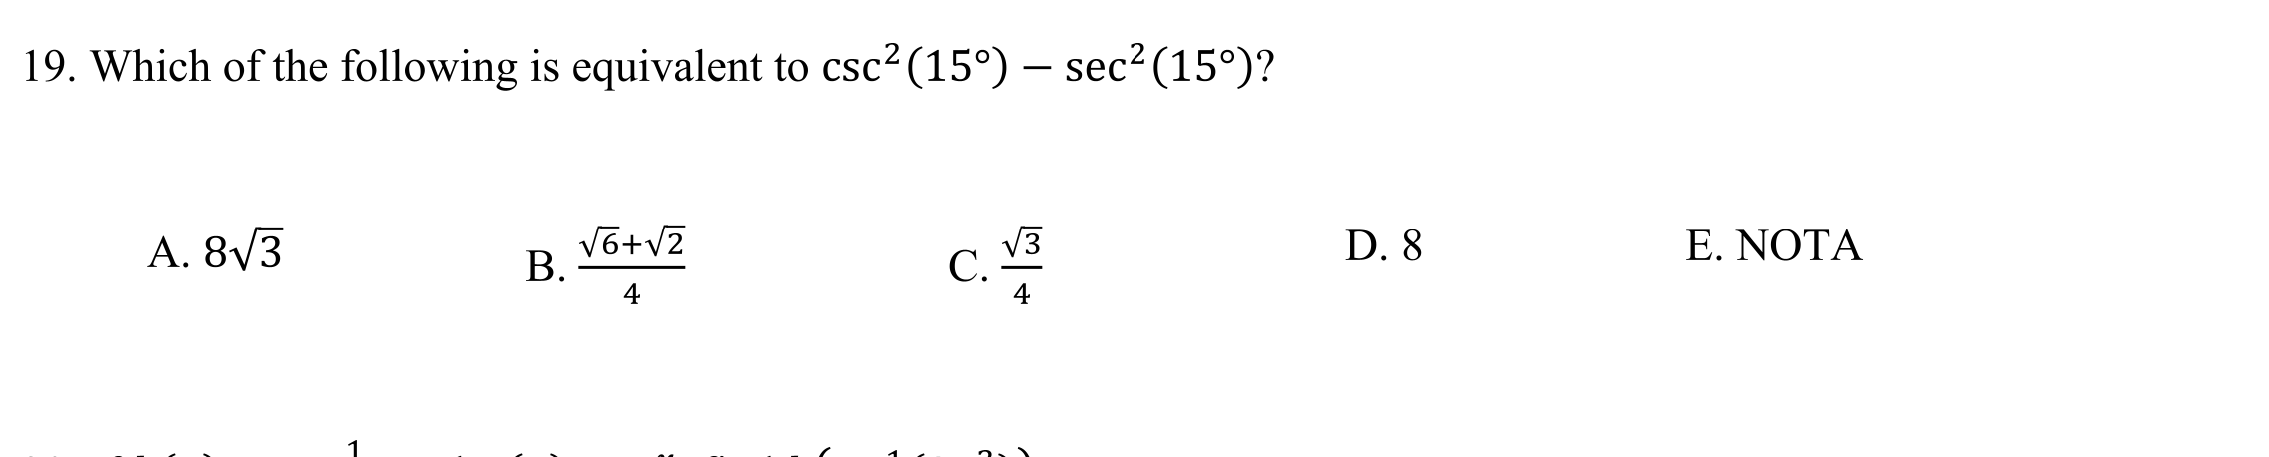 19. Which of the following is equivalent to csc²(15°) − sec²(15°)?
A. 8√3 B. (√6+√2)/4 C. √3/4 D. 8 E. NOTA